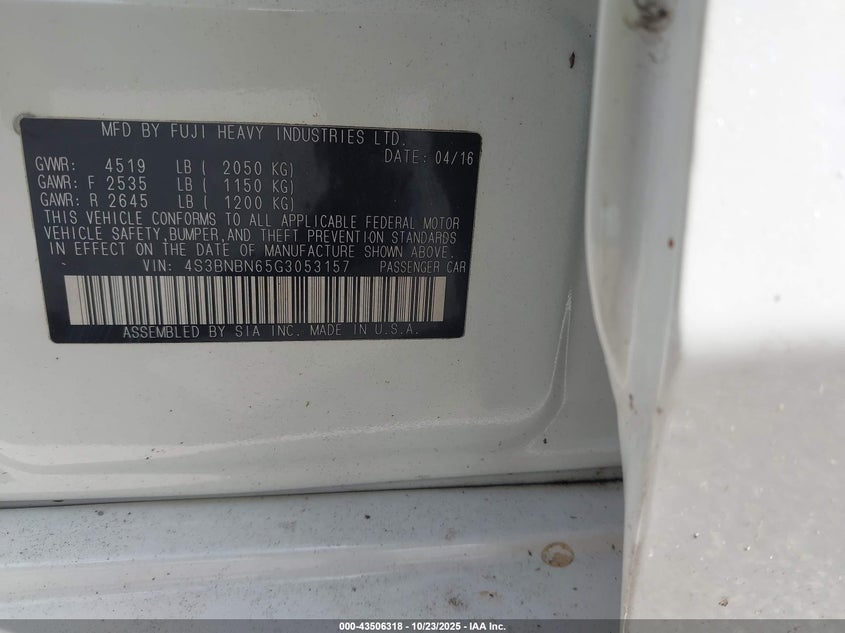 MFD BY FUJI HEAVY INDUSTRIES LTD.
DATE: 04/16
GVWR: 4519 LB ( 2050 KG)
GAWR: F 2535 LB ( 1150 KG)
GAWR: R 2645 LB ( 1200 KG)
THIS VEHICLE CONFORMS TO ALL APPLICABLE FEDERAL MOTOR
VEHICLE SAFETY,BUMPER,AND THEFT PREVENTION STANDARDS
IN EFFECT ON THE DATE OF MANUFACTURE SHOWN ABOVE.
VIN: 4S3BNBN65G3053157 PASSENGER CAR
ASSEMBLED BY SIA INC. MADE IN U.S.A.
000-43506318 - 10/23/2025 - IAA Inc.